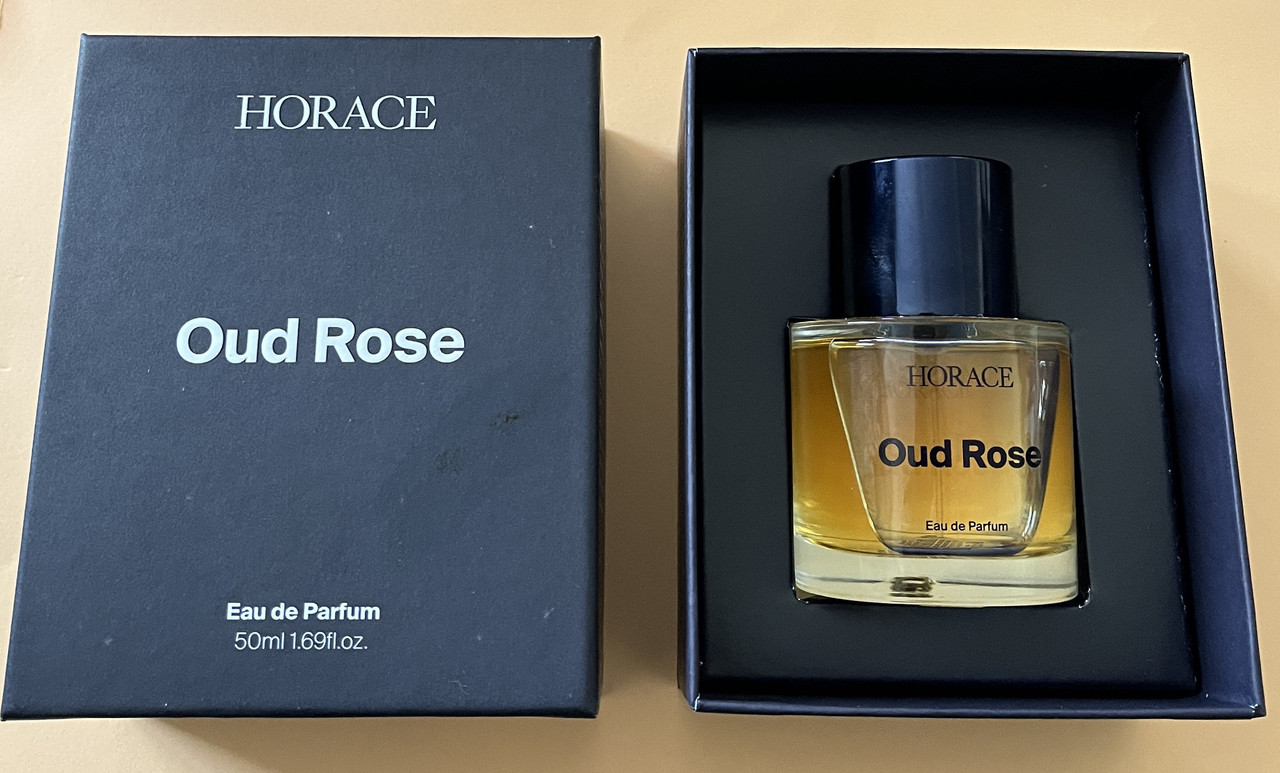 HORACE
Oud Rose
Eau de Parfum
50ml 1.69fl.oz.
HORACE
Oud Rose
Eau de Parfum